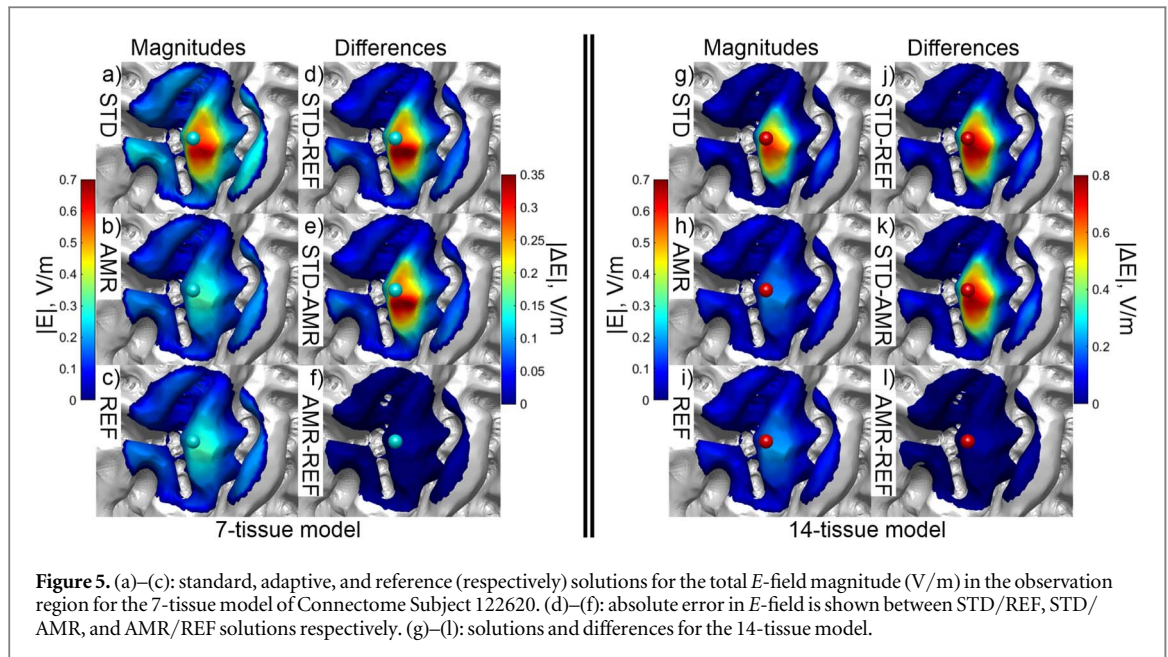 Magnitudes
Differences
a)
STD
d)
STD-REF
b)
AMR
e)
STD-AMR
c)
REF
f)
AMR-REF
|E|, V/m
0.7
0.6
0.5
0.4
0.3
0.2
0.1
0
|ΔE|, V/m
0.35
0.3
0.25
0.2
0.15
0.1
0.05
0
7-tissue model
Magnitudes
Differences
g)
STD
j)
STD-REF
h)
AMR
k)
STD-AMR
i)
REF
l)
AMR-REF
|E|, V/m
0.7
0.6
0.5
0.4
0.3
0.2
0.1
0
|ΔE|, V/m
0.8
0.6
0.4
0.2
0
14-tissue model
Figure 5. (a)–(c): standard, adaptive, and reference (respectively) solutions for the total E-field magnitude (V/m) in the observation
region for the 7-tissue model of Connectome Subject 122620. (d)–(f): absolute error in E-field is shown between STD/REF, STD/
AMR, and AMR/REF solutions respectively. (g)–(l): solutions and differences for the 14-tissue model.